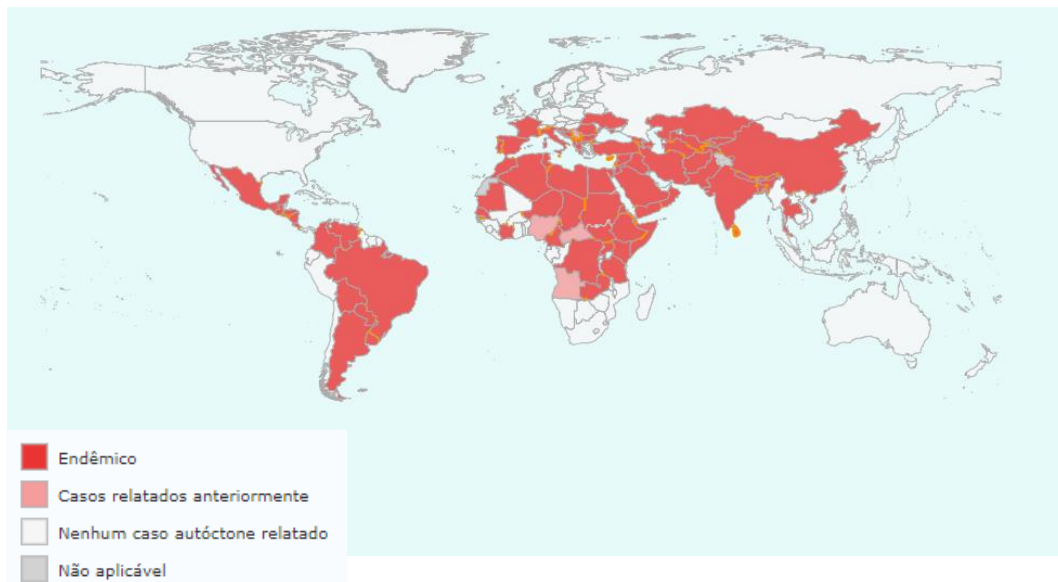 Endêmico
Casos relatados anteriormente
Nenhum caso autóctone relatado
Não aplicável